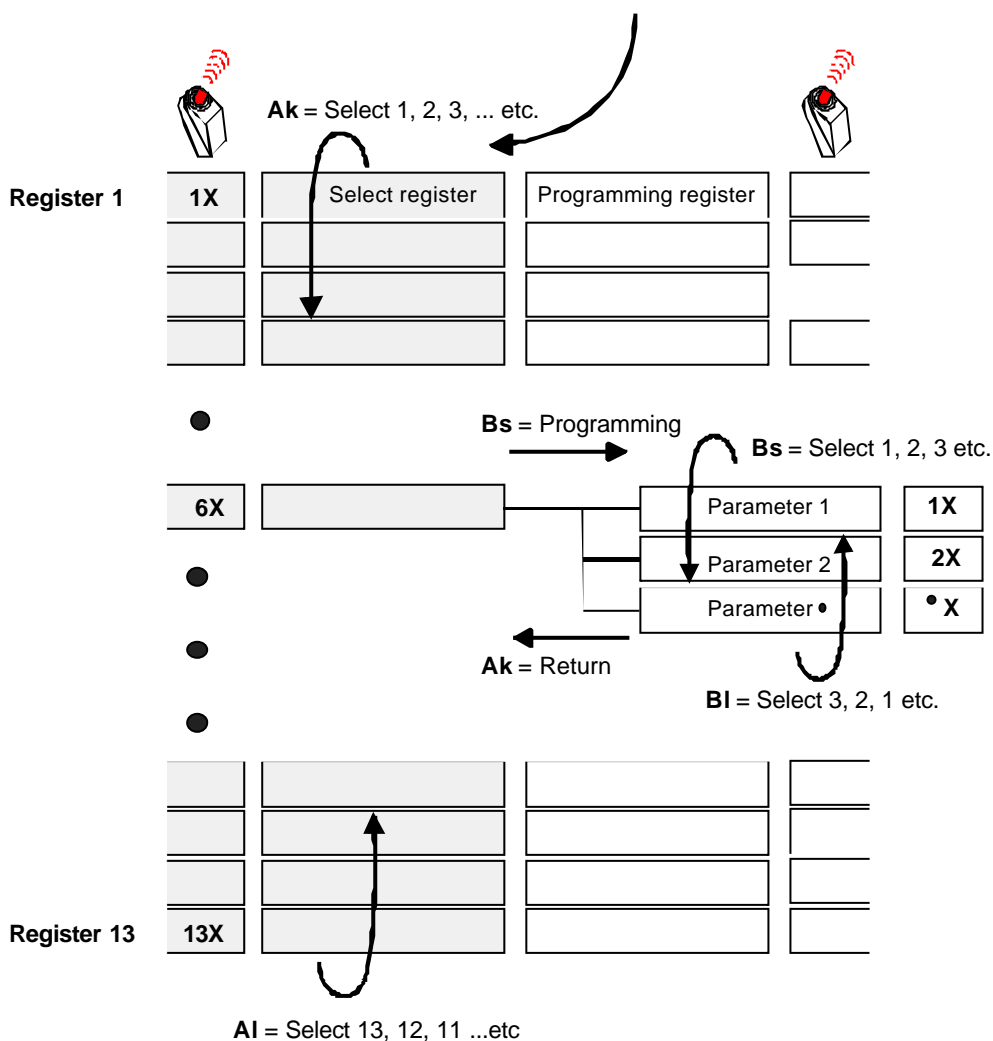 Ak = Select 1, 2, 3, ... etc.
Register 1 1X Select register Programming register
Bs = Programming
Bs = Select 1, 2, 3 etc.
6X Parameter 1 1X
Parameter 2 2X
Parameter • • X
Ak = Return
Bl = Select 3, 2, 1 etc.
Register 13 13X
Al = Select 13, 12, 11 ...etc